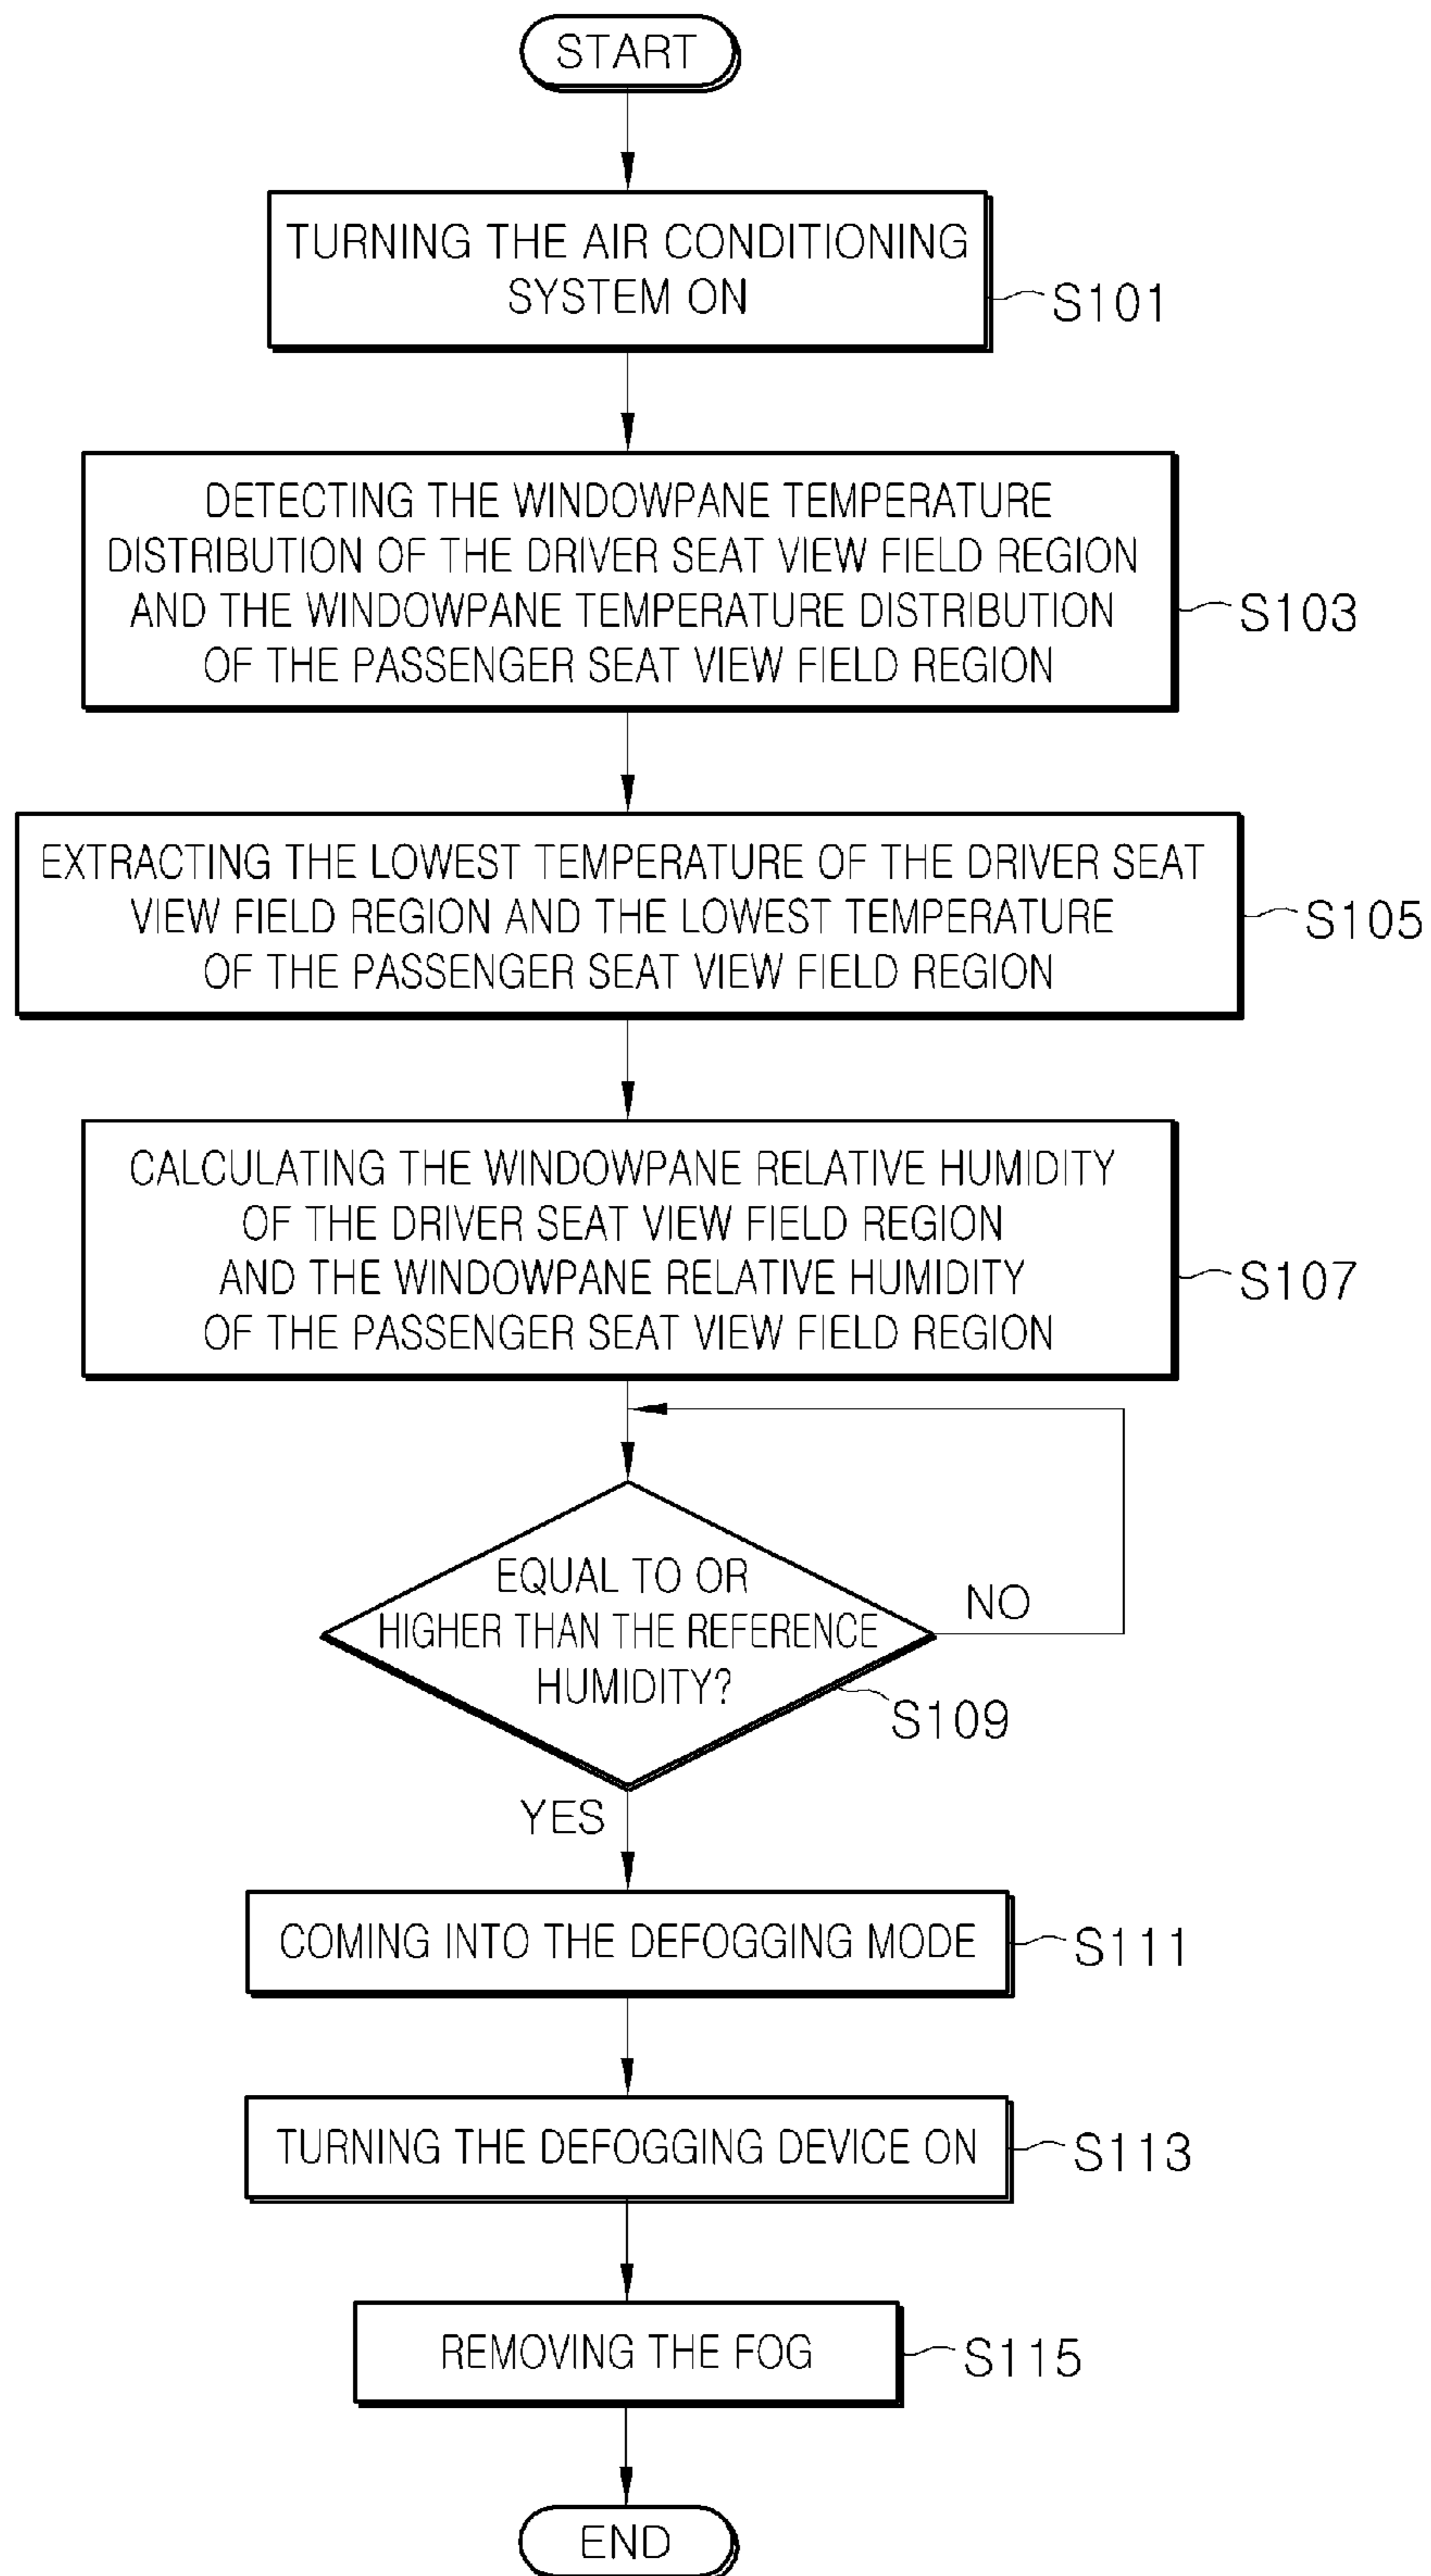 START
TURNING THE AIR CONDITIONING
SYSTEM ON
S101
DETECTING THE WINDOWPANE TEMPERATURE
DISTRIBUTION OF THE DRIVER SEAT VIEW FIELD REGION
AND THE WINDOWPANE TEMPERATURE DISTRIBUTION
OF THE PASSENGER SEAT VIEW FIELD REGION
S103
EXTRACTING THE LOWEST TEMPERATURE OF THE DRIVER SEAT
VIEW FIELD REGION AND THE LOWEST TEMPERATURE
OF THE PASSENGER SEAT VIEW FIELD REGION
S105
CALCULATING THE WINDOWPANE RELATIVE HUMIDITY
OF THE DRIVER SEAT VIEW FIELD REGION
AND THE WINDOWPANE RELATIVE HUMIDITY
OF THE PASSENGER SEAT VIEW FIELD REGION
S107
EQUAL TO OR
HIGHER THAN THE REFERENCE
HUMIDITY?
NO
S109
YES
COMING INTO THE DEFOGGING MODE
S111
TURNING THE DEFOGGING DEVICE ON
S113
REMOVING THE FOG
S115
END